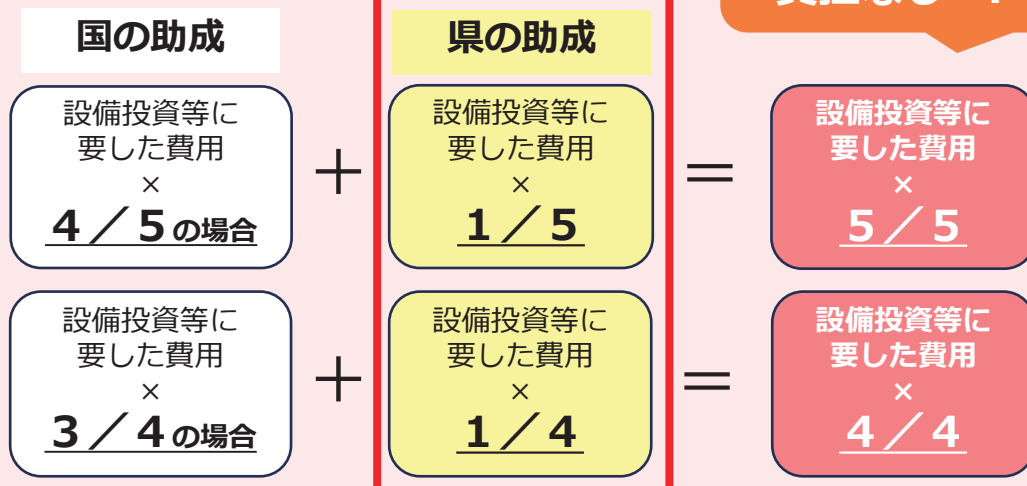 国の助成
県の助成
設備投資等に
要した費用
×
4／5の場合
＋
設備投資等に
要した費用
×
1／5
＝
設備投資等に
要した費用
×
5／5
設備投資等に
要した費用
×
3／4の場合
＋
設備投資等に
要した費用
×
1／4
＝
設備投資等に
要した費用
×
4／4